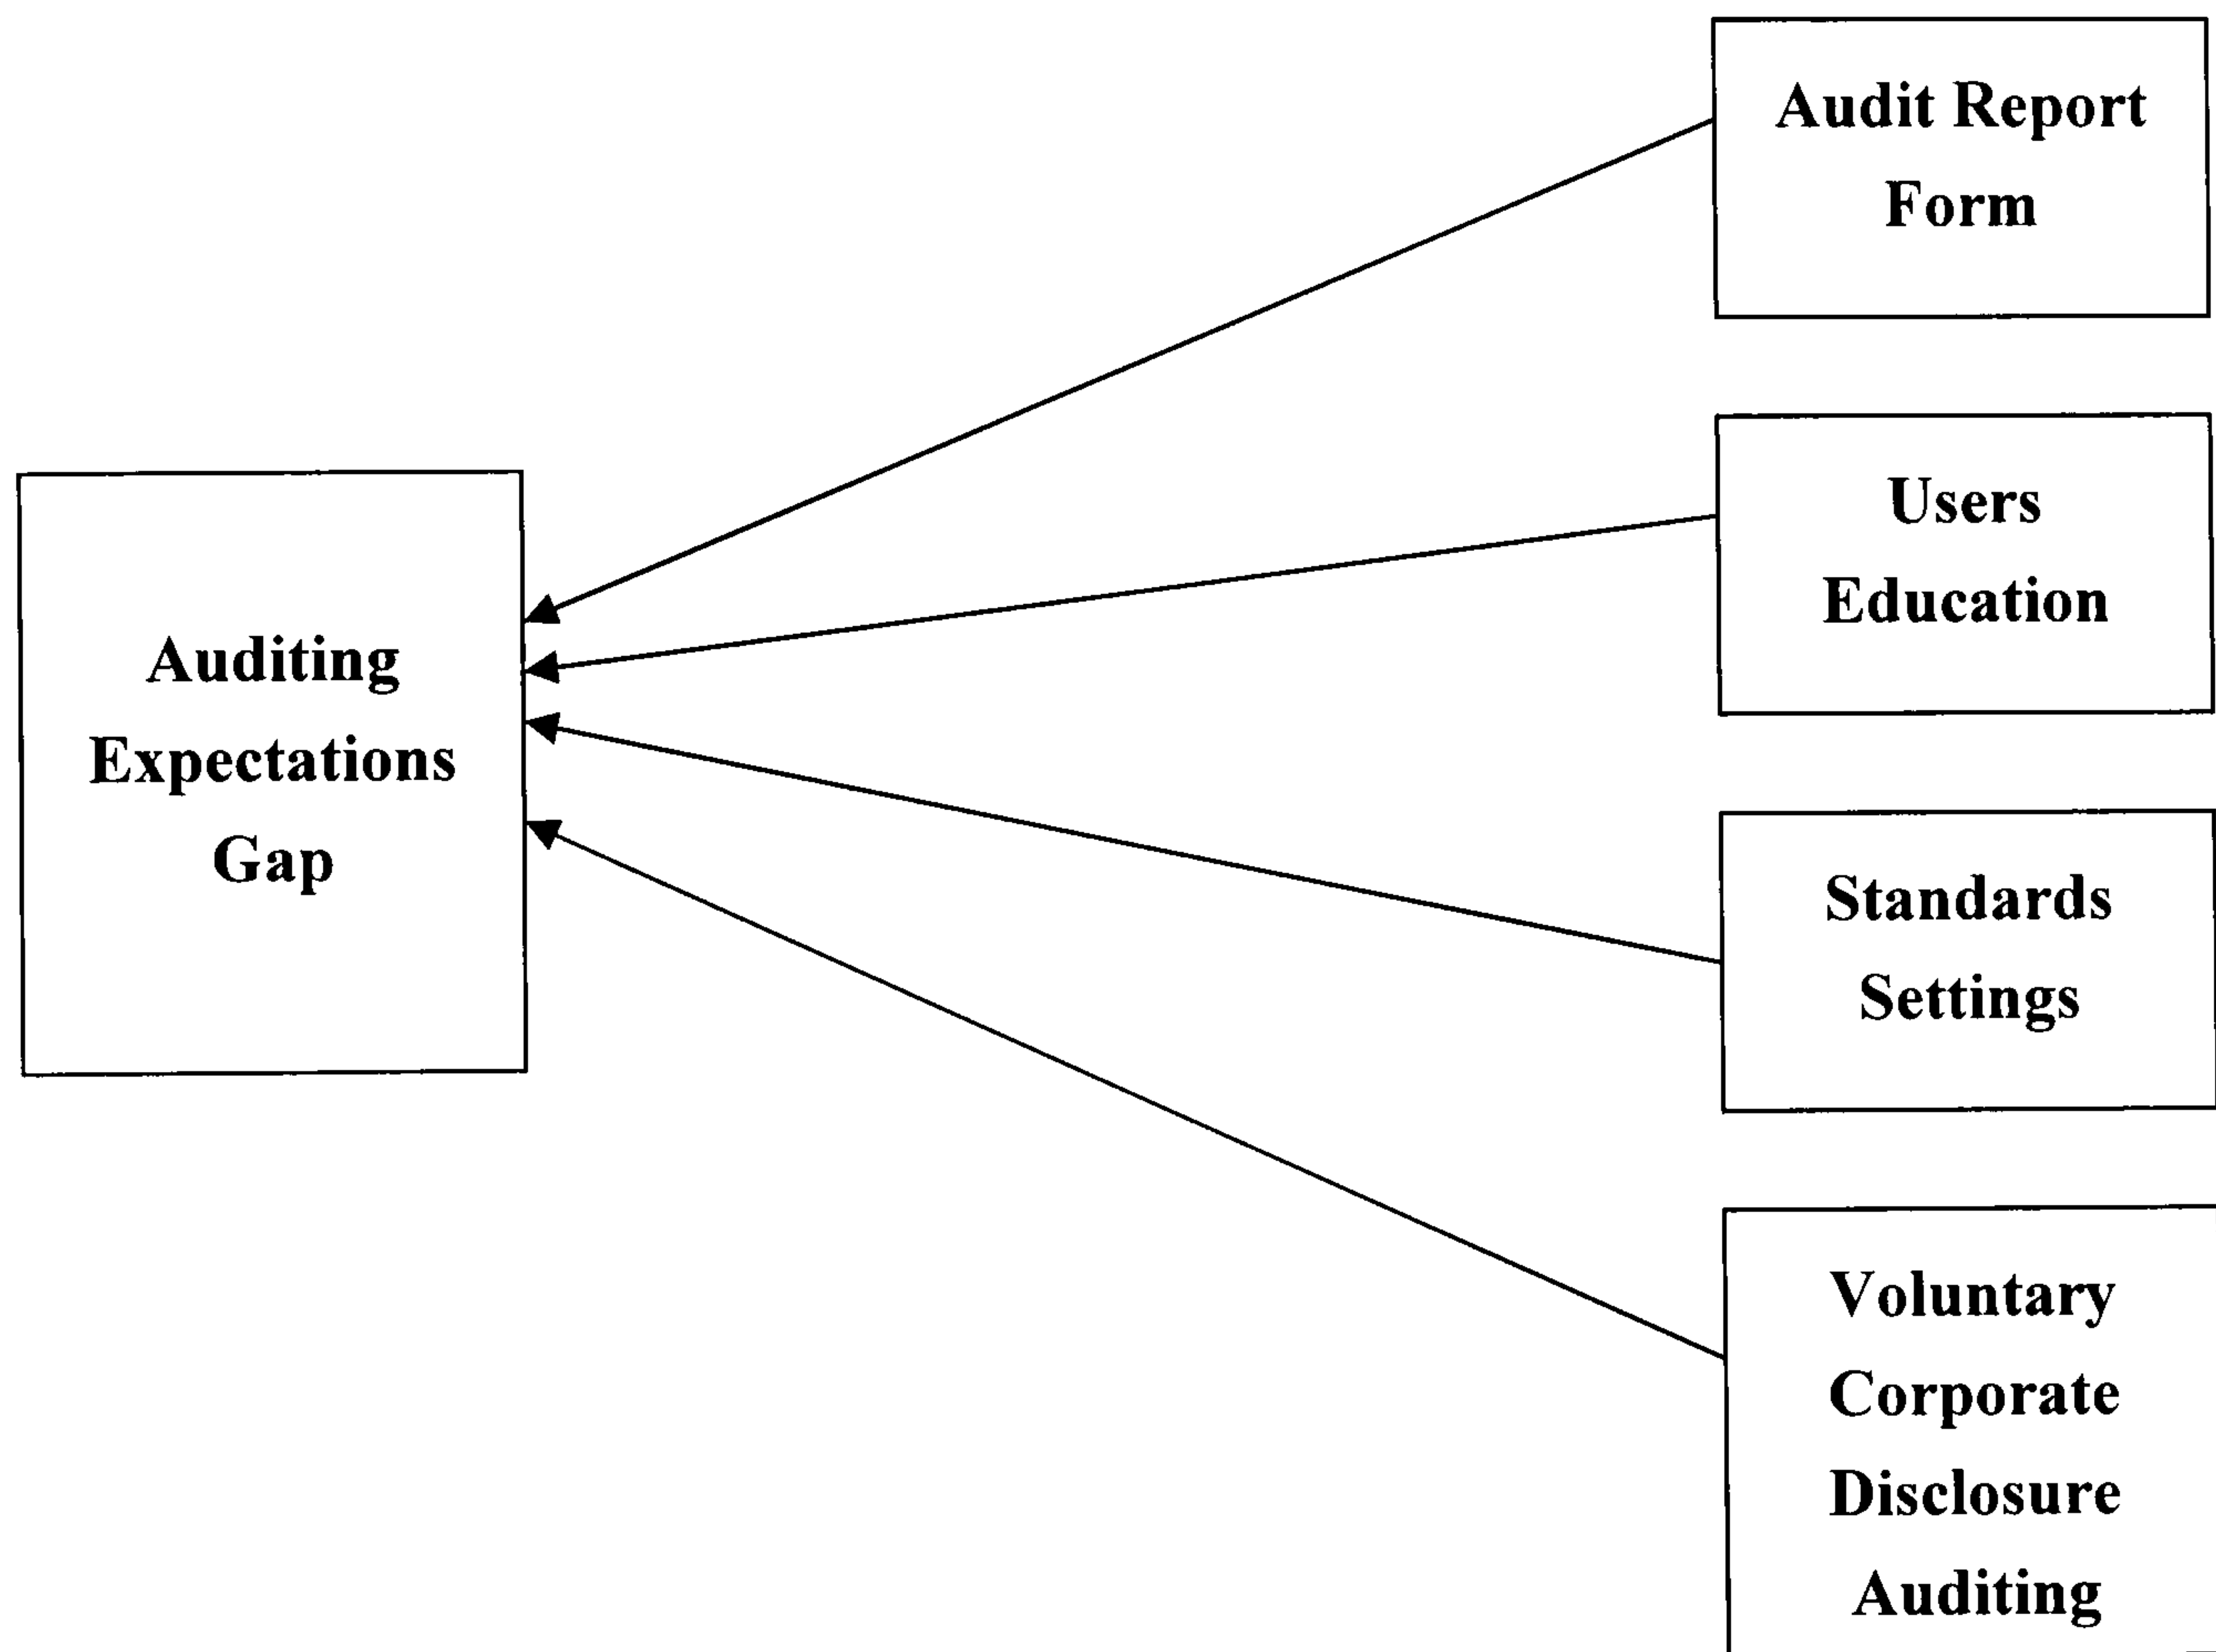 Audit Report
Form
Users
Education
Auditing
Expectations
Gap
Standards
Settings
Voluntary
Corporate
Disclosure
Auditing